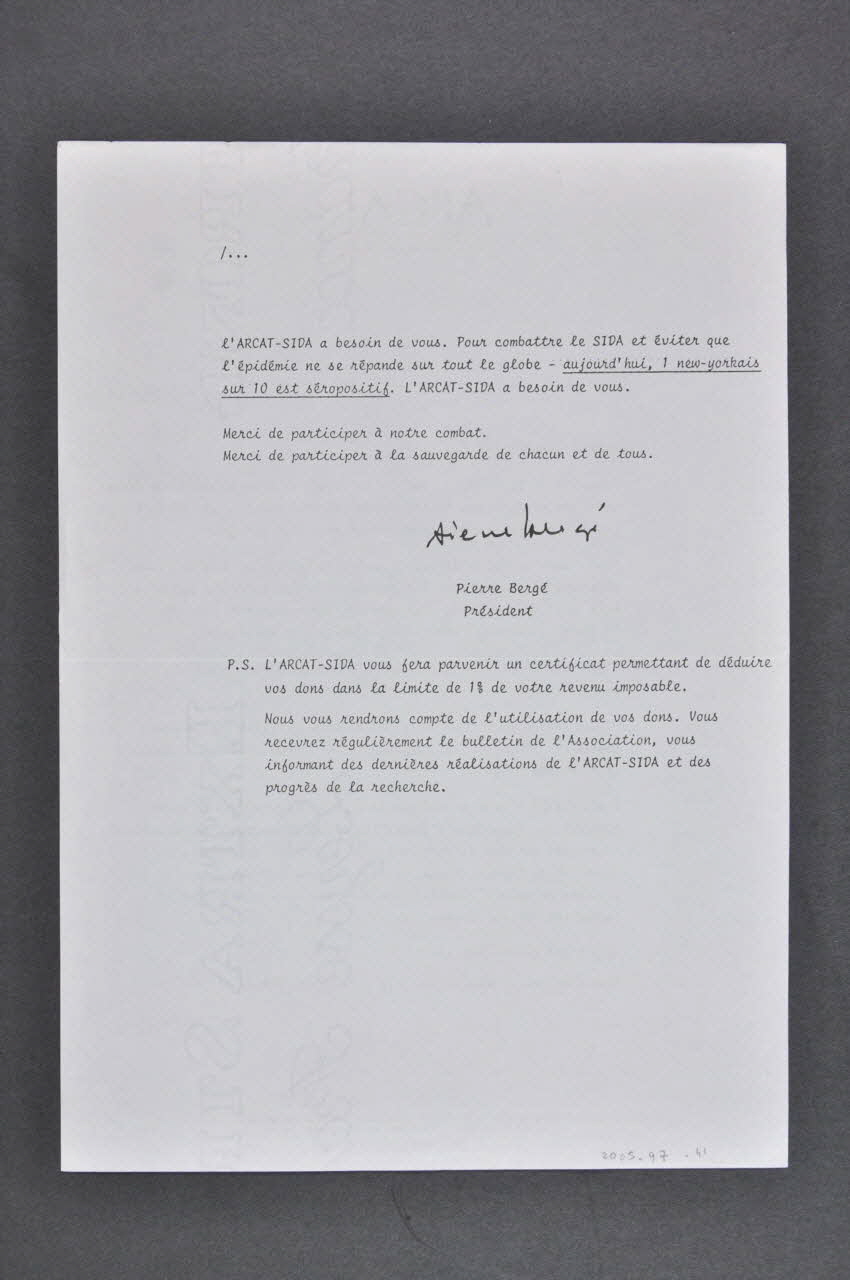 /...
l'ARCAT-SIDA a besoin de vous. Pour combattre le SIDA et éviter que
l'épidémie ne se répande sur tout le globe - aujourd'hui, 1 new-yorkais
sur 10 est séropositif. L'ARCAT-SIDA a besoin de vous.
Merci de participer à notre combat.
Merci de participer à la sauvegarde de chacun et de tous.
Pierre Bergé
Pierre Bergé
Président
P.S. L'ARCAT-SIDA vous fera parvenir un certificat permettant de déduire
vos dons dans la limite de 1% de votre revenu imposable.
Nous vous rendrons compte de l'utilisation de vos dons. Vous
recevrez régulièrement le bulletin de l'Association, vous
informant des dernières réalisations de l'ARCAT-SIDA et des
progrès de la recherche.
2005.97.41